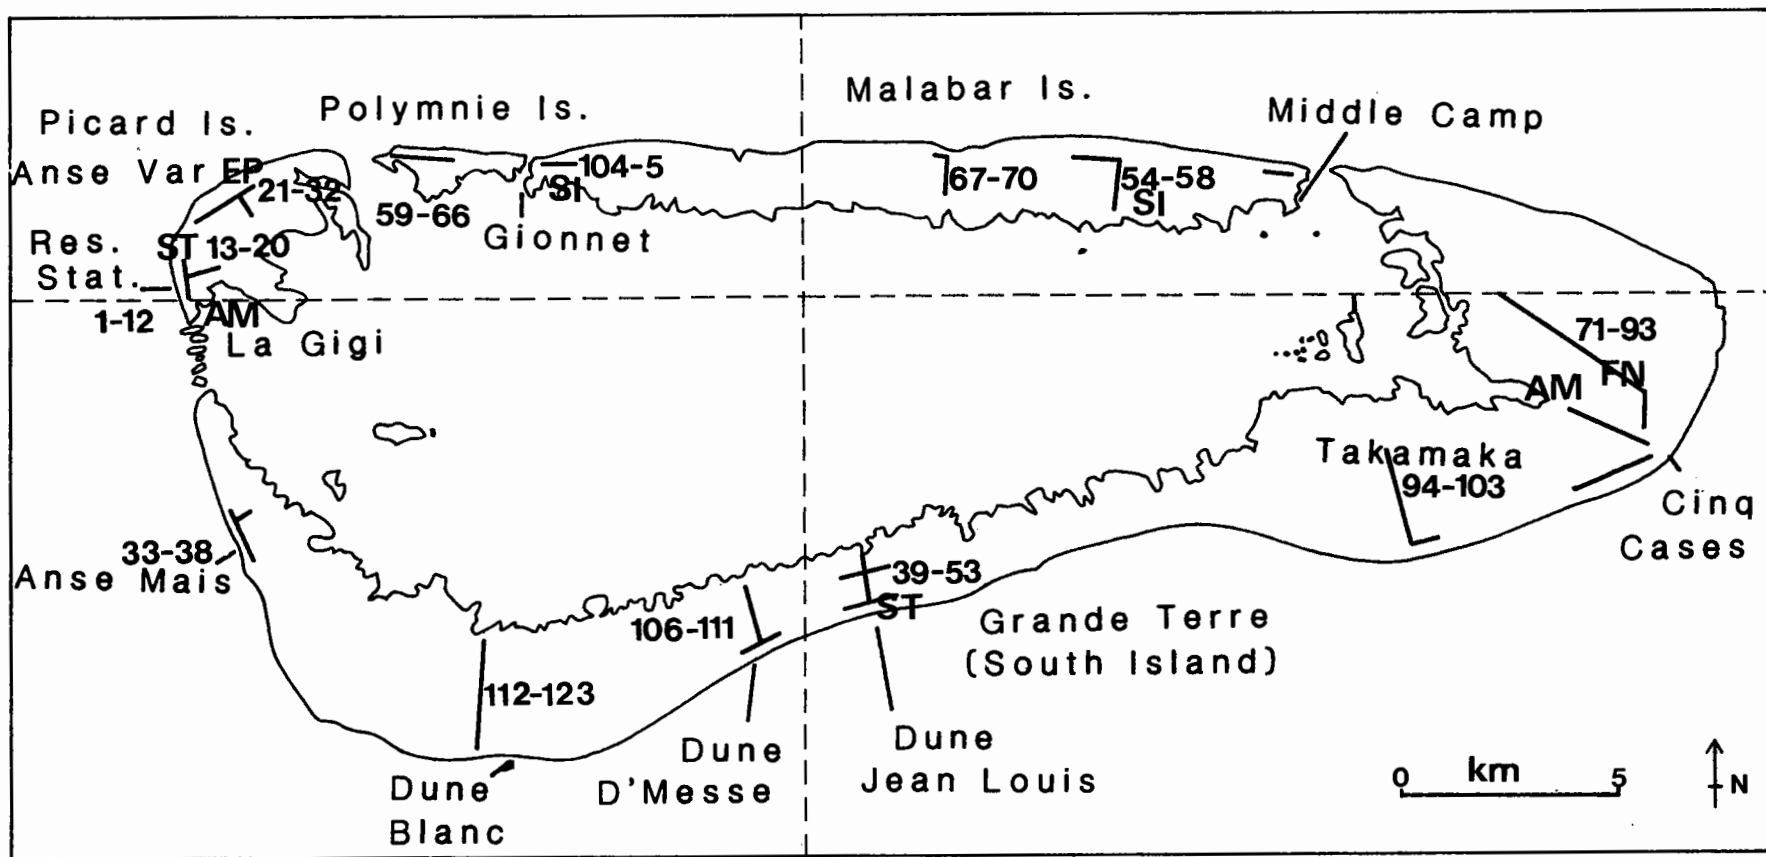 Malabar Is.
Polymnie Is.
Middle Camp
Picard Is.
Anse Var EP
21-32
104-5
SI
67-70
54-58
SI
59-66
Gionnet
Res.
Stat.
ST 13-20
1-12
AM
La Gigi
71-93
FN
AM
Takamaka
94-103
Cinq
Cases
33-38
Anse Mais
39-53
ST
106-111
Grande Terre
(South Island)
112-123
Dune
D'Messe
Dune
Jean Louis
Dune
Blanc
0 km 5
N